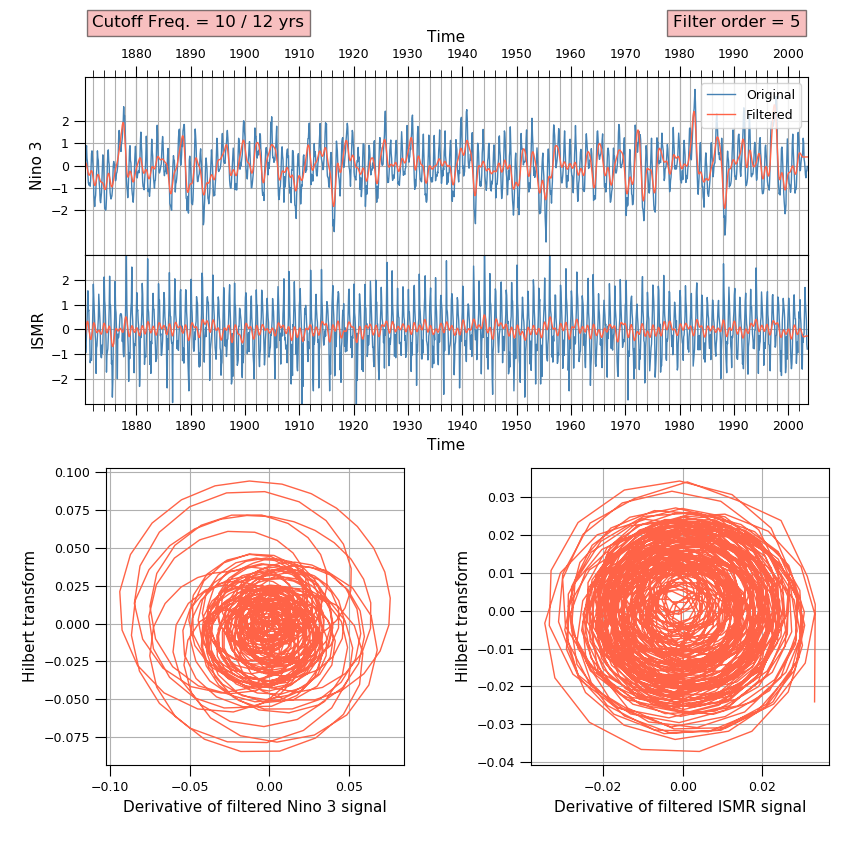 Cutoff Freq. = 10 / 12 yrs
Filter order = 5
Time
1880 1890 1900 1910 1920 1930 1940 1950 1960 1970 1980 1990 2000
Original
Filtered
Nino 3
2
1
0
−1
−2
ISMR
2
1
0
−1
−2
1880 1890 1900 1910 1920 1930 1940 1950 1960 1970 1980 1990 2000
Time
Hilbert transform
0.100
0.075
0.050
0.025
0.000
−0.025
−0.050
−0.075
−0.10 −0.05 0.00 0.05
Derivative of filtered Nino 3 signal
Hilbert transform
0.03
0.02
0.01
0.00
−0.01
−0.02
−0.03
−0.04
−0.02 0.00 0.02
Derivative of filtered ISMR signal